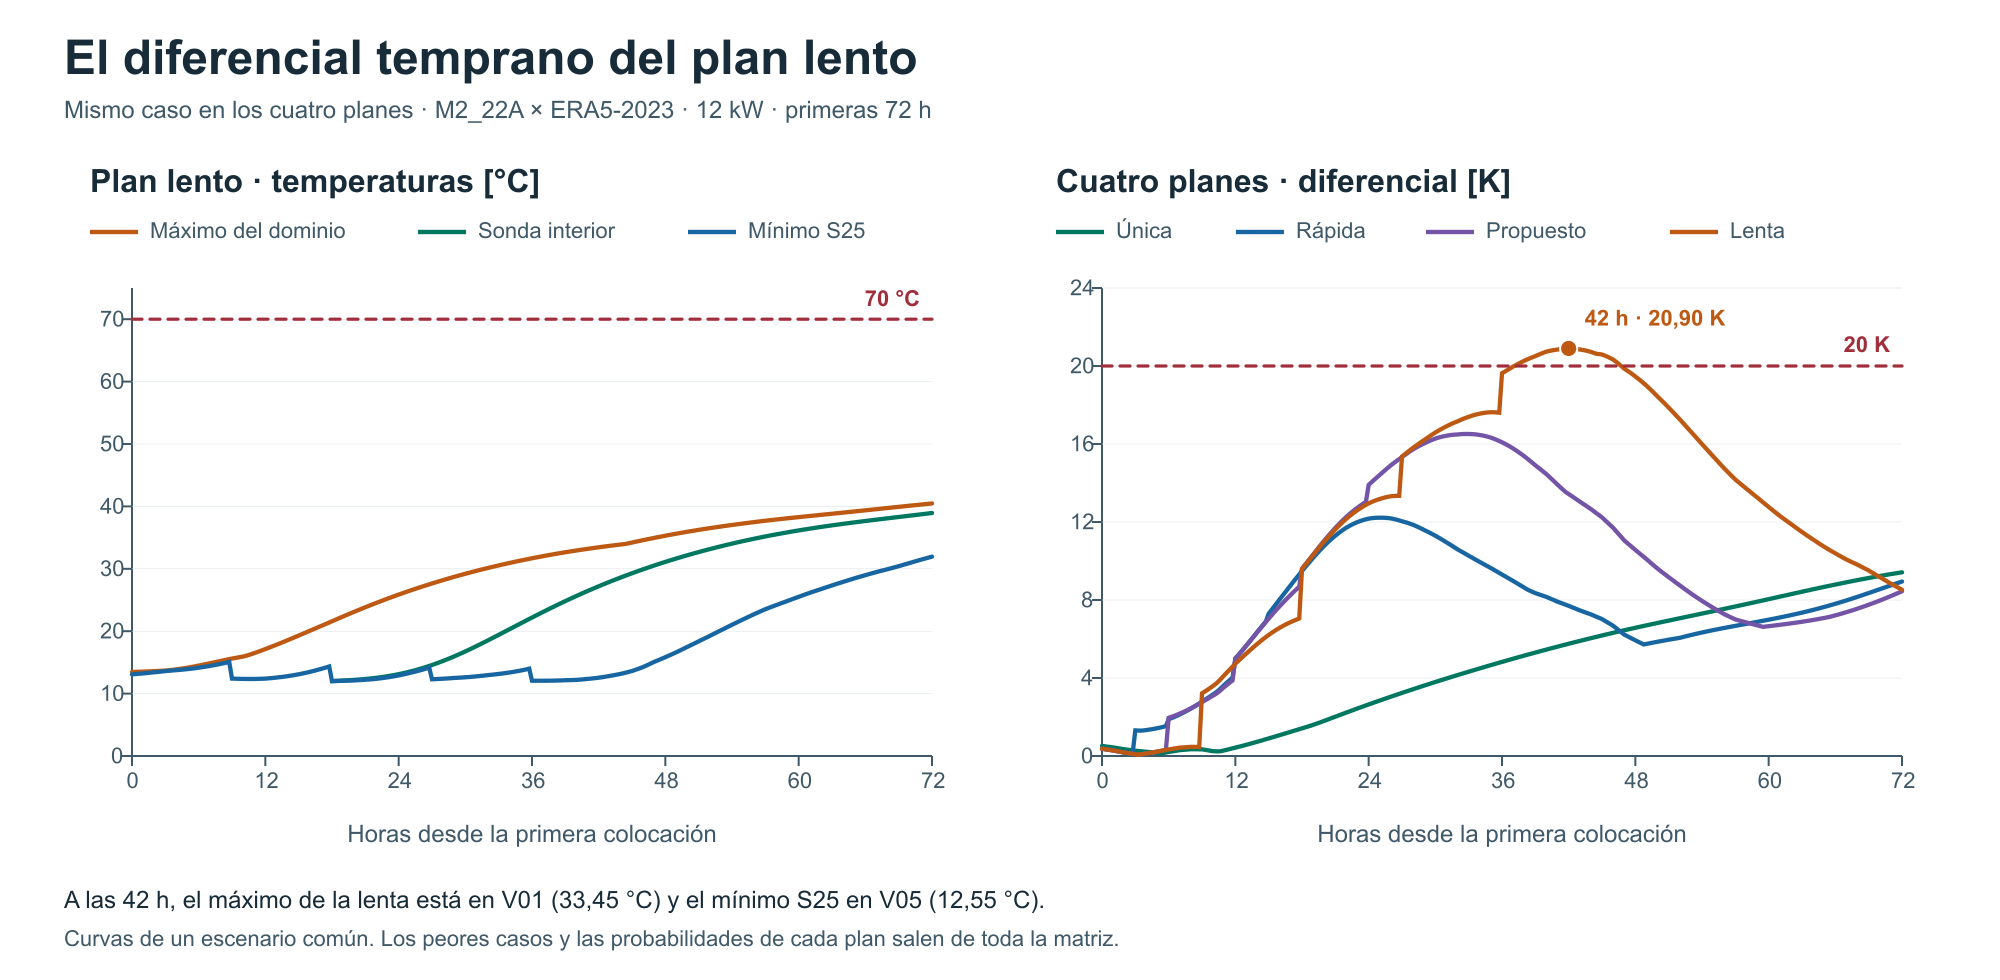 El diferencial temprano del plan lento
Mismo caso en los cuatro planes · M2_22A × ERA5-2023 · 12 kW · primeras 72 h
Plan lento · temperaturas [°C]
Máximo del dominio
Sonda interior
Mínimo S25
70 °C
70
60
50
40
30
20
10
0
0
12
24
36
48
60
72
Horas desde la primera colocación
Cuatro planes · diferencial [K]
Única
Rápida
Propuesto
Lenta
42 h · 20,90 K
20 K
24
20
16
12
8
4
0
0
12
24
36
48
60
72
Horas desde la primera colocación
A las 42 h, el máximo de la lenta está en V01 (33,45 °C) y el mínimo S25 en V05 (12,55 °C).
Curvas de un escenario común. Los peores casos y las probabilidades de cada plan salen de toda la matriz.